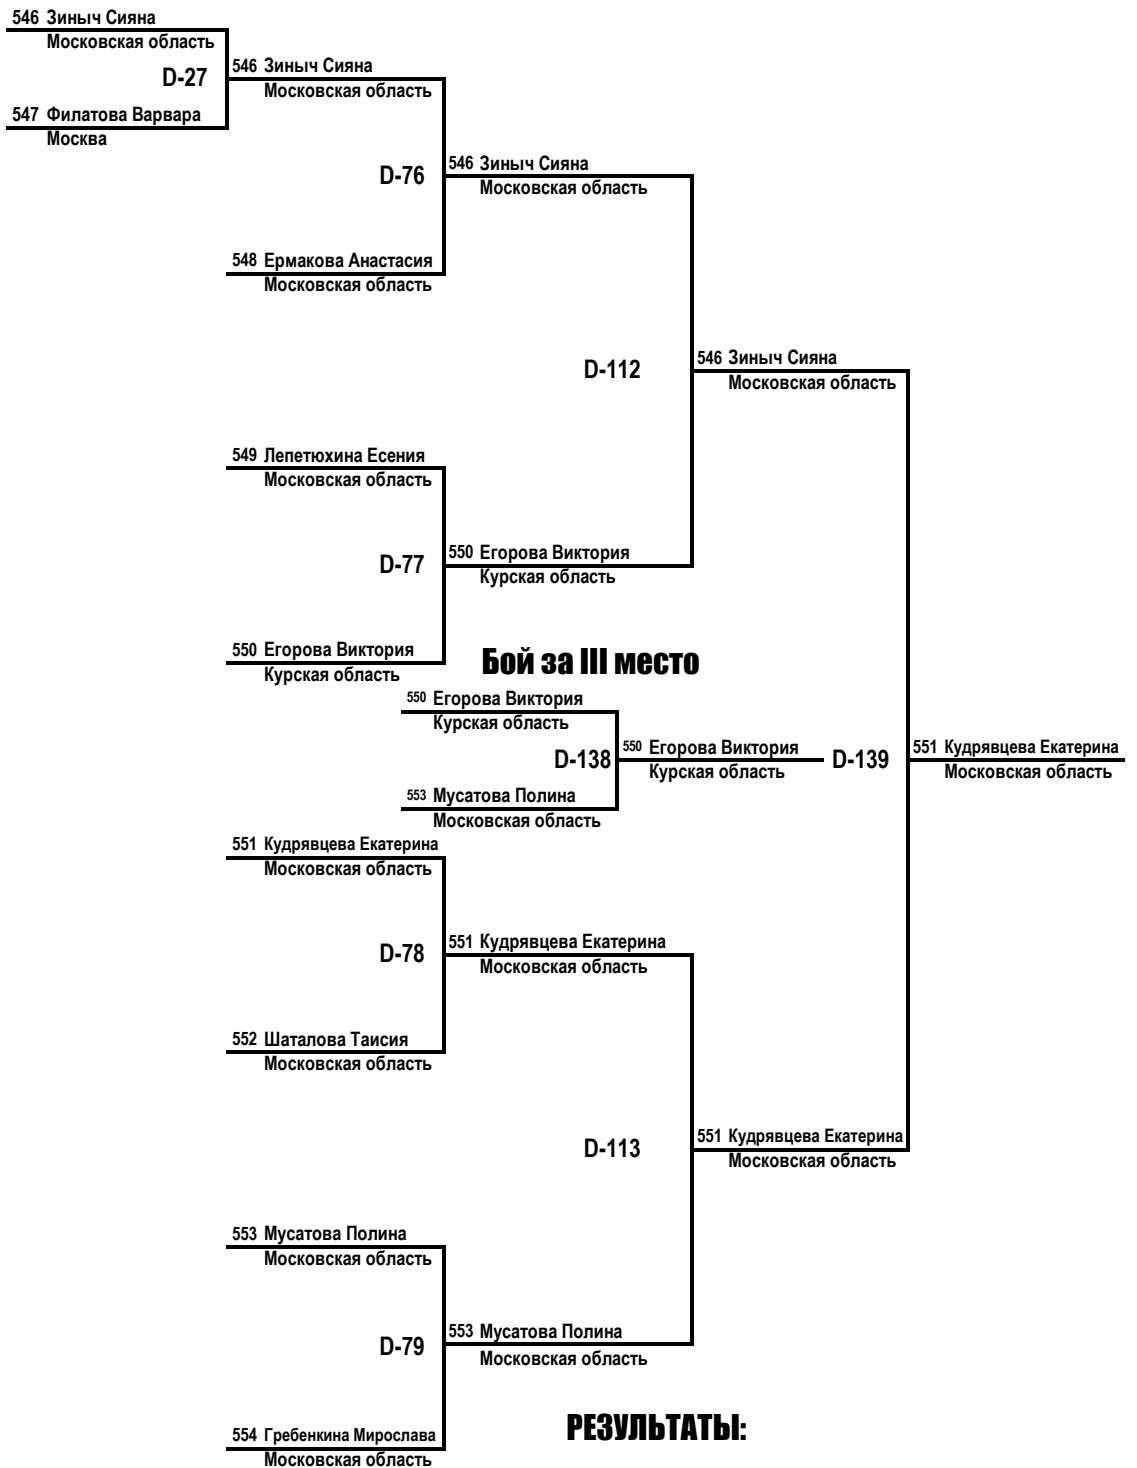 546 Зиныч Сияна
Московская область
D-27
546 Зиныч Сияна
Московская область
547 Филатова Варвара
Москва
D-76
546 Зиныч Сияна
Московская область
548 Ермакова Анастасия
Московская область
D-112
546 Зиныч Сияна
Московская область
549 Лепетюхина Есения
Московская область
D-77
550 Егорова Виктория
Курская область
550 Егорова Виктория
Курская область
Бой за III место
550 Егорова Виктория
Курская область
D-138
550 Егорова Виктория
Курская область
D-139
551 Кудрявцева Екатерина
Московская область
553 Мусатова Полина
Московская область
551 Кудрявцева Екатерина
Московская область
D-78
551 Кудрявцева Екатерина
Московская область
552 Шаталова Таисия
Московская область
D-113
551 Кудрявцева Екатерина
Московская область
553 Мусатова Полина
Московская область
D-79
553 Мусатова Полина
Московская область
554 Гребенкина Мирослава
Московская область
РЕЗУЛЬТАТЫ: